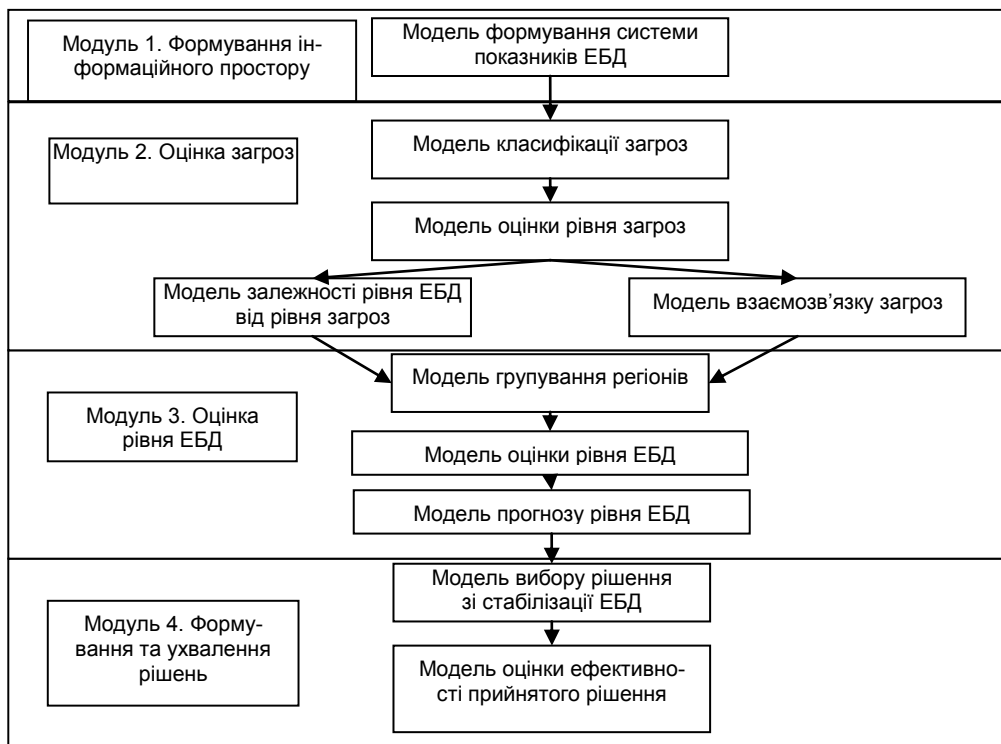 Модуль 1. Формування ін-
формаційного простору
Модель формування системи
показників ЕБД
Модуль 2. Оцінка загроз
Модель класифікації загроз
Модель оцінки рівня загроз
Модель залежності рівня ЕБД
від рівня загроз
Модель взаємозв’язку загроз
Модуль 3. Оцінка
рівня ЕБД
Модель групування регіонів
Модель оцінки рівня ЕБД
Модель прогнозу рівня ЕБД
Модуль 4. Форму-
вання та ухвалення
рішень
Модель вибору рішення
зі стабілізації ЕБД
Модель оцінки ефективно-
сті прийнятого рішення